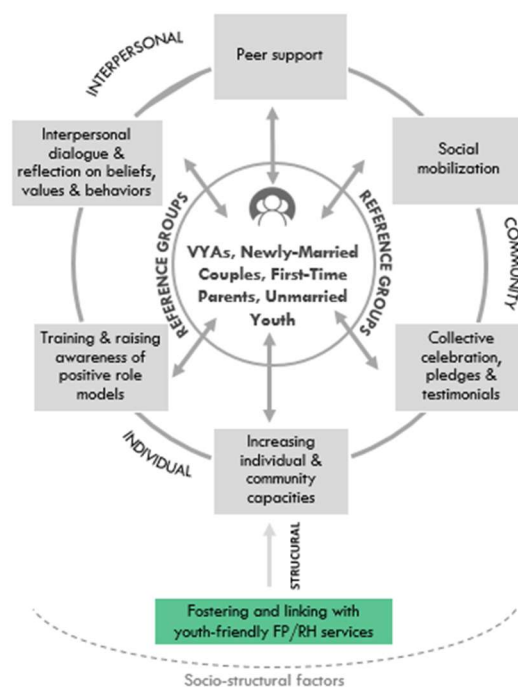 INTERPERSONAL
Peer support
Interpersonal
dialogue &
reflection on beliefs,
values & behaviors
Social
mobilization
REFERENCE GROUPS
VYAs, Newly-Married
Couples, First-Time
Parents, Unmarried
Youth
REFERENCE GROUPS
COMMUNITY
Training & raising
awareness of
positive role
models
Collective
celebration,
pledges &
testimonials
INDIVIDUAL
Increasing
individual &
community
capacities
STRUCURAL
Fostering and linking with
youth-friendly FP/RH services
Socio-structural factors